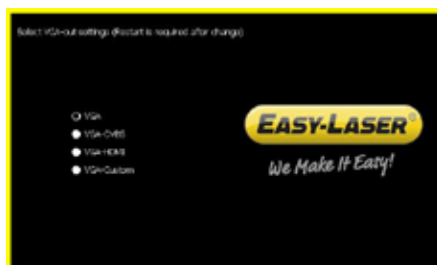 Select VGA-out settings (Restart is required after change)
VGA
VGA-CVBS
VGA-HDMI
VGA-Custom
EASY-LASER®
We Make It Easy!